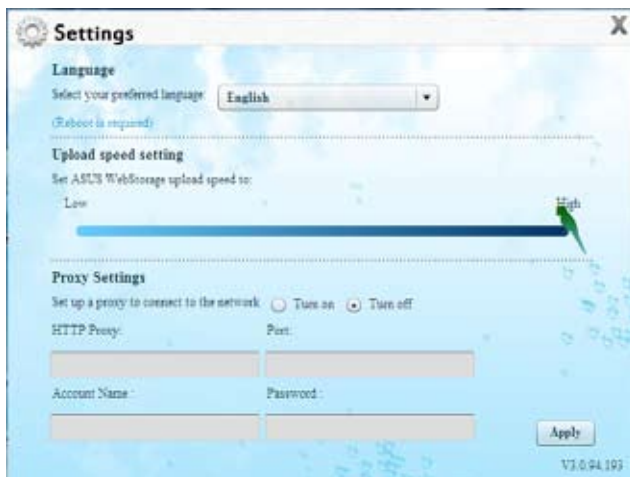 Settings
X
Language
Select your preferred language:
English
(Reboot is required)
Upload speed setting
Set ASUS WebStorage upload speed to:
Low
High
Proxy Settings
Set up a proxy to connect to the network
Turn on
Turn off
HTTP Proxy:
Port:
Account Name :
Password :
Apply
V3.0.94.193